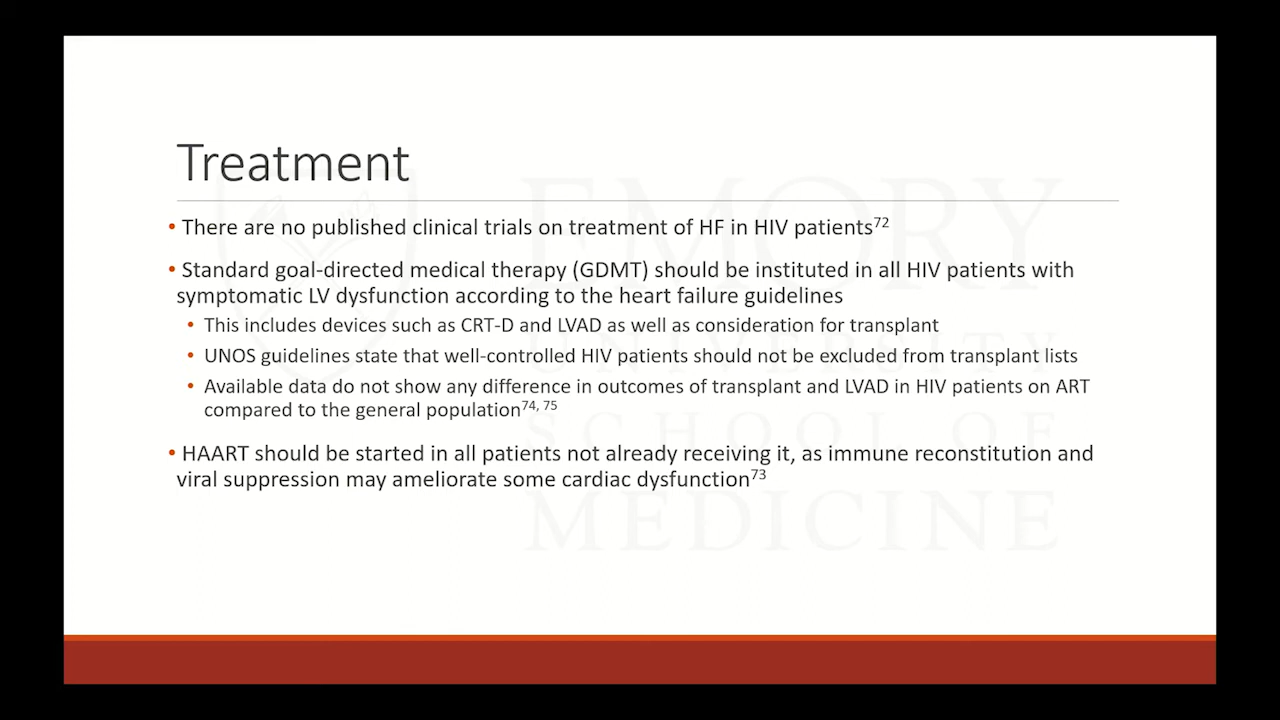 Treatment
• There are no published clinical trials on treatment of HF in HIV patients72
• Standard goal-directed medical therapy (GDMT) should be instituted in all HIV patients with
symptomatic LV dysfunction according to the heart failure guidelines
• This includes devices such as CRT-D and LVAD as well as consideration for transplant
• UNOS guidelines state that well-controlled HIV patients should not be excluded from transplant lists
• Available data do not show any difference in outcomes of transplant and LVAD in HIV patients on ART
compared to the general population74, 75
• HAART should be started in all patients not already receiving it, as immune reconstitution and
viral suppression may ameliorate some cardiac dysfunction73
EMORY
UNIVERSITY
SCHOOL OF
MEDICINE